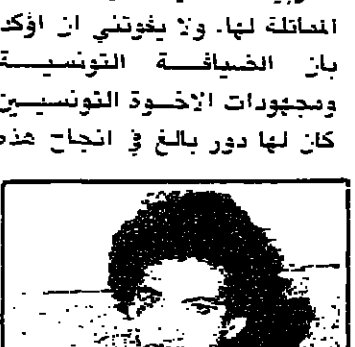 المماثلة لها. ولا يفوتني ان اؤكد
بان الضيافة التونسية
ومجهودات الاخوة التونسيين
كان لها دور بالغ في انجاح هذه